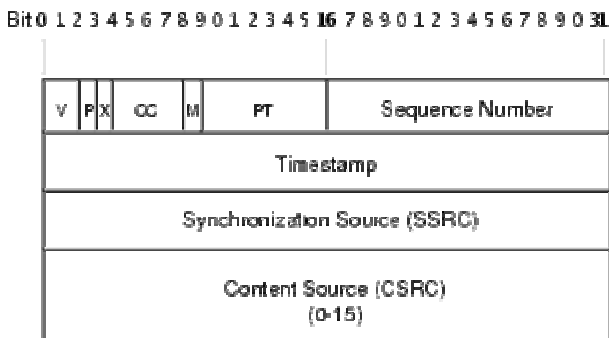 Bit 0 1 2 3 4 5 6 7 8 9 0 1 2 3 4 5 16 7 8 9 0 1 2 3 4 5 6 7 8 9 0 31
V P X CC M PT Sequence Number
Timestamp
Synchronization Source (SSRC)
Content Source (CSRC)
(0-15)